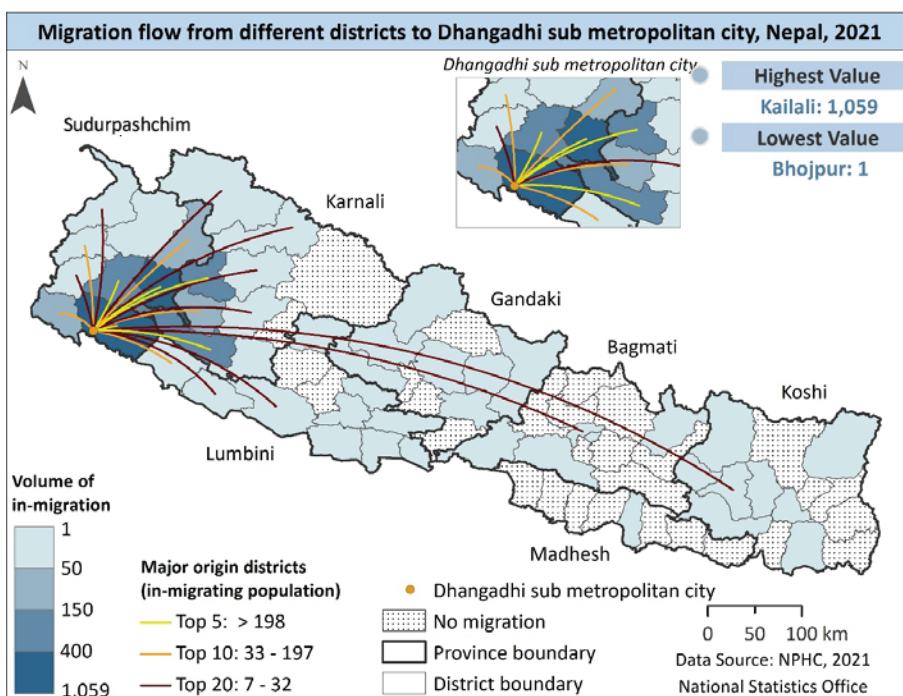 Migration flow from different districts to Dhangadhi sub metropolitan city, Nepal, 2021
N
Dhangadhi sub metropolitan city
Highest Value
Kailali: 1,059
Lowest Value
Bhojpur: 1
Sudurpashchim
Karnali
Gandaki
Bagmati
Koshi
Lumbini
Madhesh
Volume of
in-migration
1
50
150
400
1,059
Major origin districts
(in-migrating population)
Top 5: > 198
Top 10: 33 - 197
Top 20: 7 - 32
Dhangadhi sub metropolitan city
No migration
Province boundary
District boundary
0 50 100 km
Data Source: NPHC, 2021
National Statistics Office